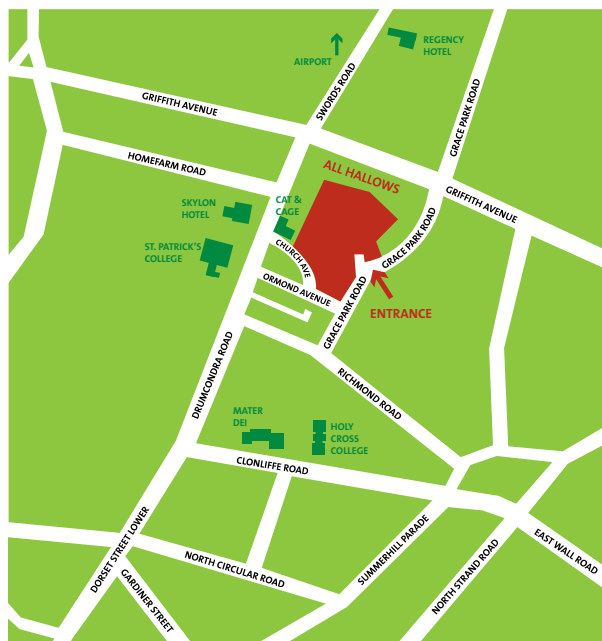 REGENCY
HOTEL
AIRPORT
SWORDS ROAD
GRACE PARK ROAD
GRIFFITH AVENUE
HOMEFARM ROAD
ALL HALLOWS
GRIFFITH AVENUE
CAT &
CAGE
SKYLON
HOTEL
GRACE PARK ROAD
ST. PATRICK'S
COLLEGE
CHURCH AVE
ORMOND AVENUE
GRACE PARK ROAD
ENTRANCE
DRUMCONDRA ROAD
RICHMOND ROAD
MATER
DEI
HOLY
CROSS
COLLEGE
CLONLIFFE ROAD
DORSET STREET LOWER
SUMMERHILL PARADE
EAST WALL ROAD
NORTH CIRCULAR ROAD
NORTH STRAND ROAD
GARDINER STREET